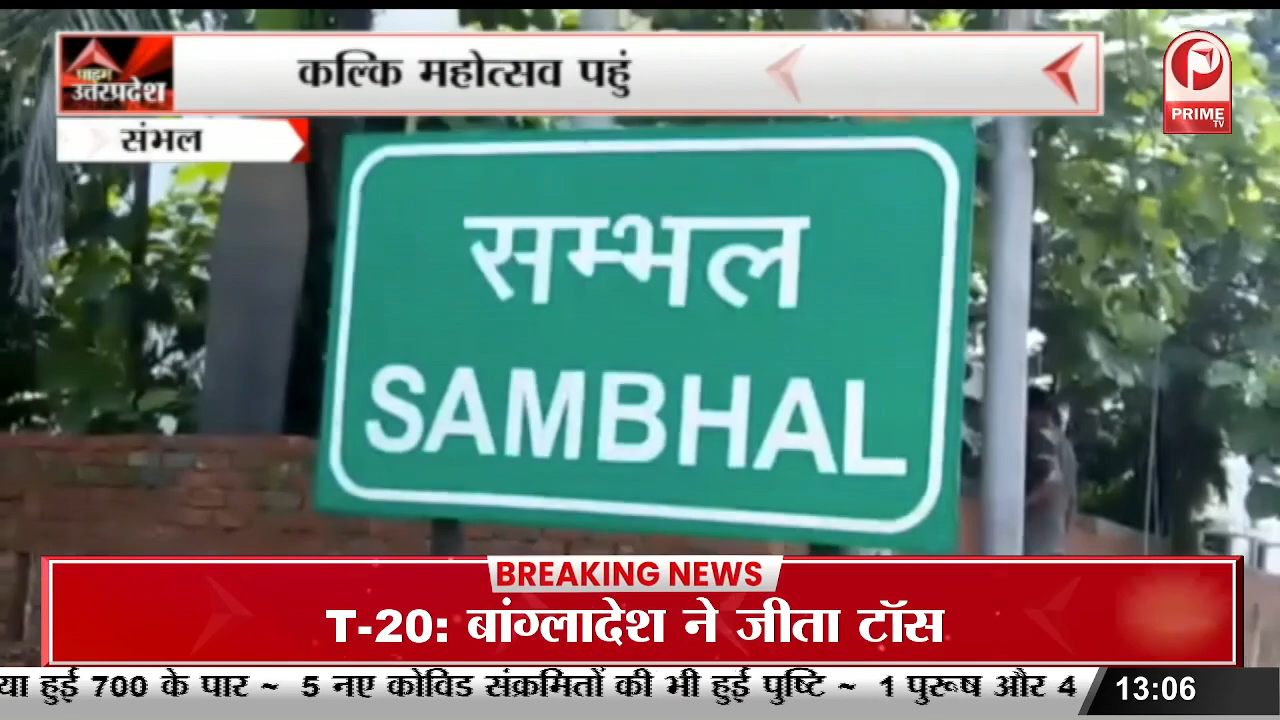 प्राइम
उत्तरप्रदेश
कल्कि महोत्सव पहुं
PRIME
TV
संभल
सम्भल
SAMBHAL
BREAKING NEWS
T-20: बांग्लादेश ने जीता टॉस
या हुई 700 के पार ~ 5 नए कोविड संक्रमितों की भी हुई पुष्टि ~ 1 पुरूष और 4
13:06